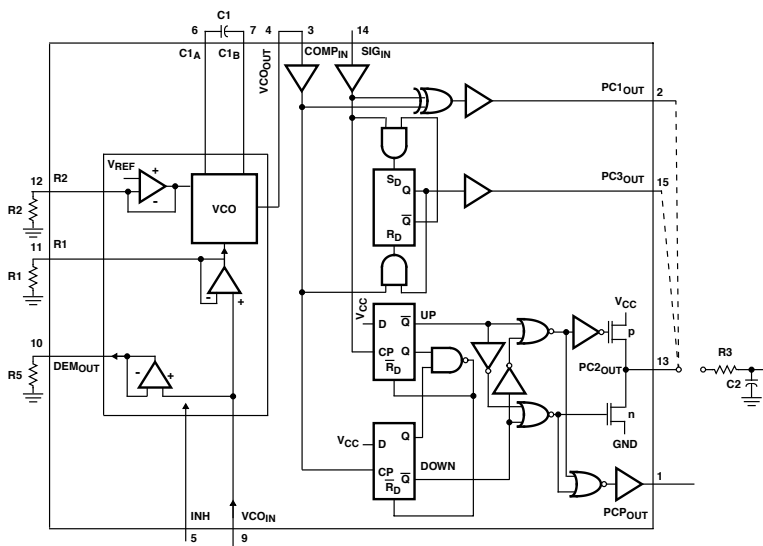 C1
6 7 4 3 14
C1A C1B VCOOUT COMPIN SIGIN
PC1OUT 2
VREF + -
12 R2
R2
VCO
SD Q
Q
RD
PC3OUT 15
11 R1
R1
- +
VCC
D Q UP
CP Q
RD
VCC
p
10
DEMOUT
R5
- +
PC2OUT 13
R3
C2
n
GND
VCC
D Q
CP Q DOWN
RD
1
PCPOUT
INH VCOIN
5 9